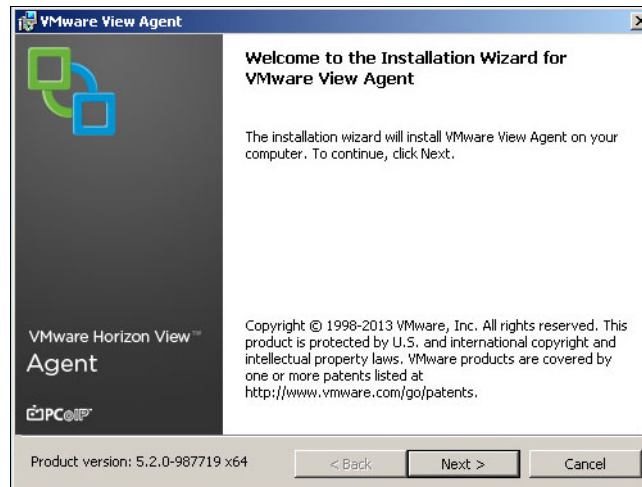 VMware View Agent
Welcome to the Installation Wizard for
VMware View Agent
The installation wizard will install VMware View Agent on your
computer. To continue, click Next.
VMware Horizon View™
Agent
PCoIP
Copyright © 1998-2013 VMware, Inc. All rights reserved. This
product is protected by U.S. and international copyright and
intellectual property laws. VMware products are covered by
one or more patents listed at
http://www.vmware.com/go/patents.
Product version: 5.2.0-987719 x64
< Back
Next >
Cancel